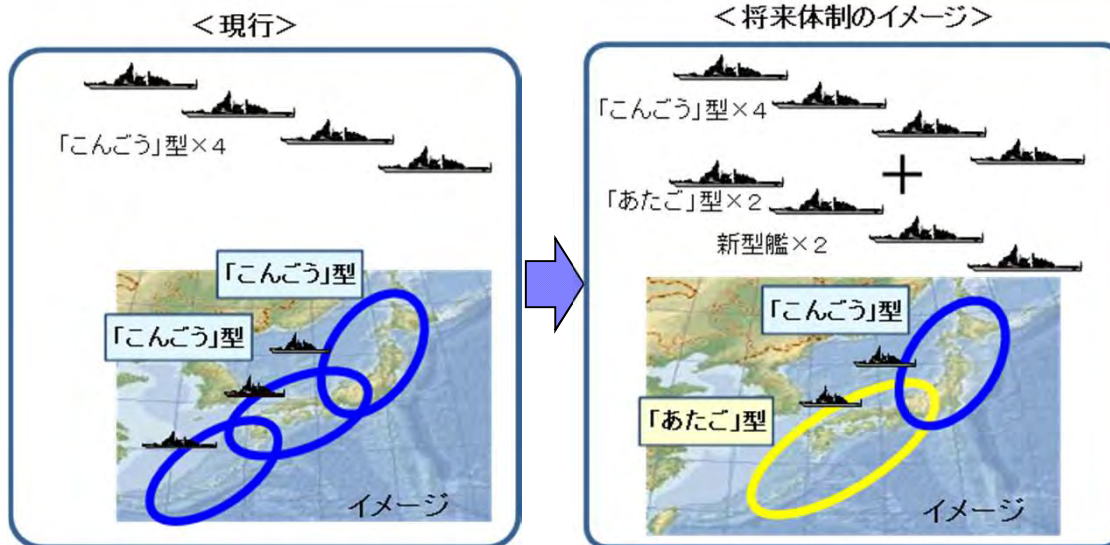 <現行>
「こんごう」型×4
「こんごう」型
「こんごう」型
イメージ
<将来体制のイメージ>
「こんごう」型×4
+
「あたご」型×2
新型艦×2
「こんごう」型
「あたご」型
イメージ